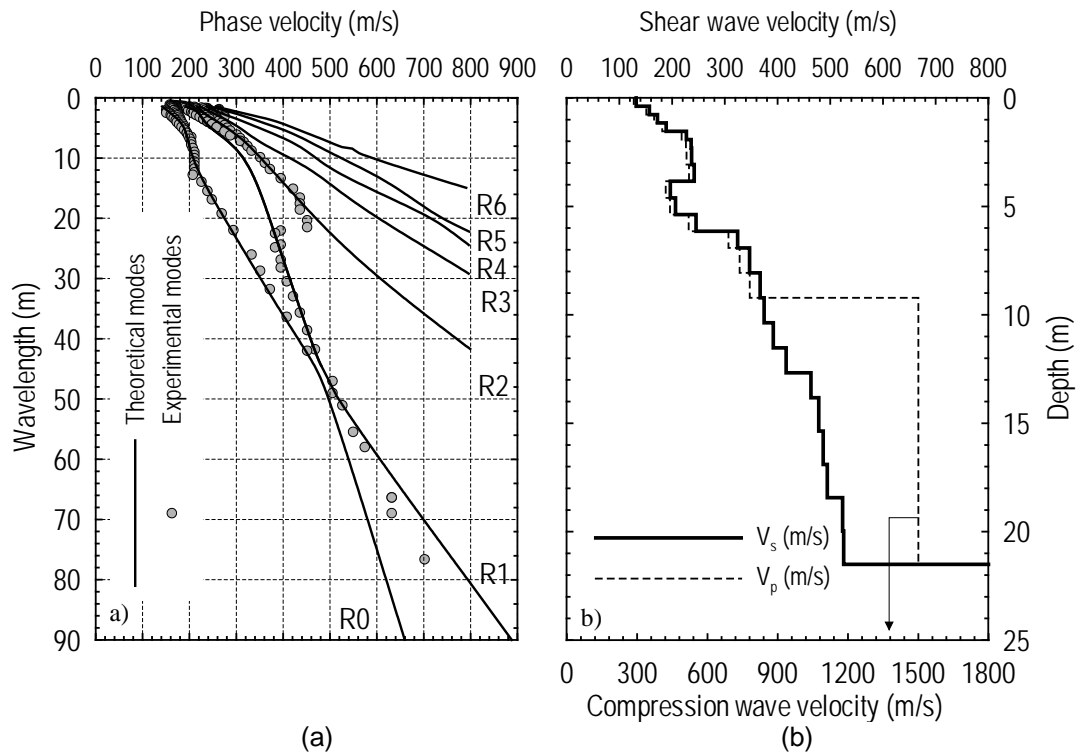 Phase velocity (m/s)
0 100 200 300 400 500 600 700 800 900
0
10
20
30
40
50
60
70
80
90
Wavelength (m)
Theoretical modes
Experimental modes
R6
R5
R4
R3
R2
R1
R0
a)
(a)
Shear wave velocity (m/s)
0 100 200 300 400 500 600 700 800
0
5
10
15
20
25
Depth (m)
V_s (m/s)
V_p (m/s)
b)
0 300 600 900 1200 1500 1800
Compression wave velocity (m/s)
(b)